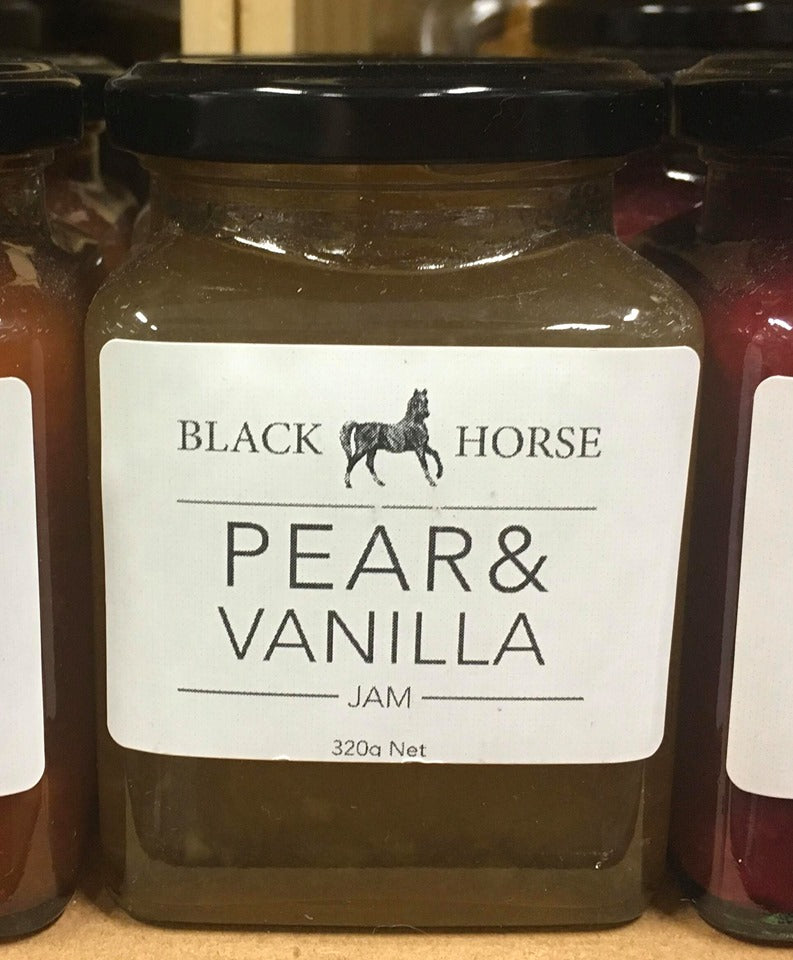 BLACK HORSE
PEAR&
VANILLA
JAM
320g Net